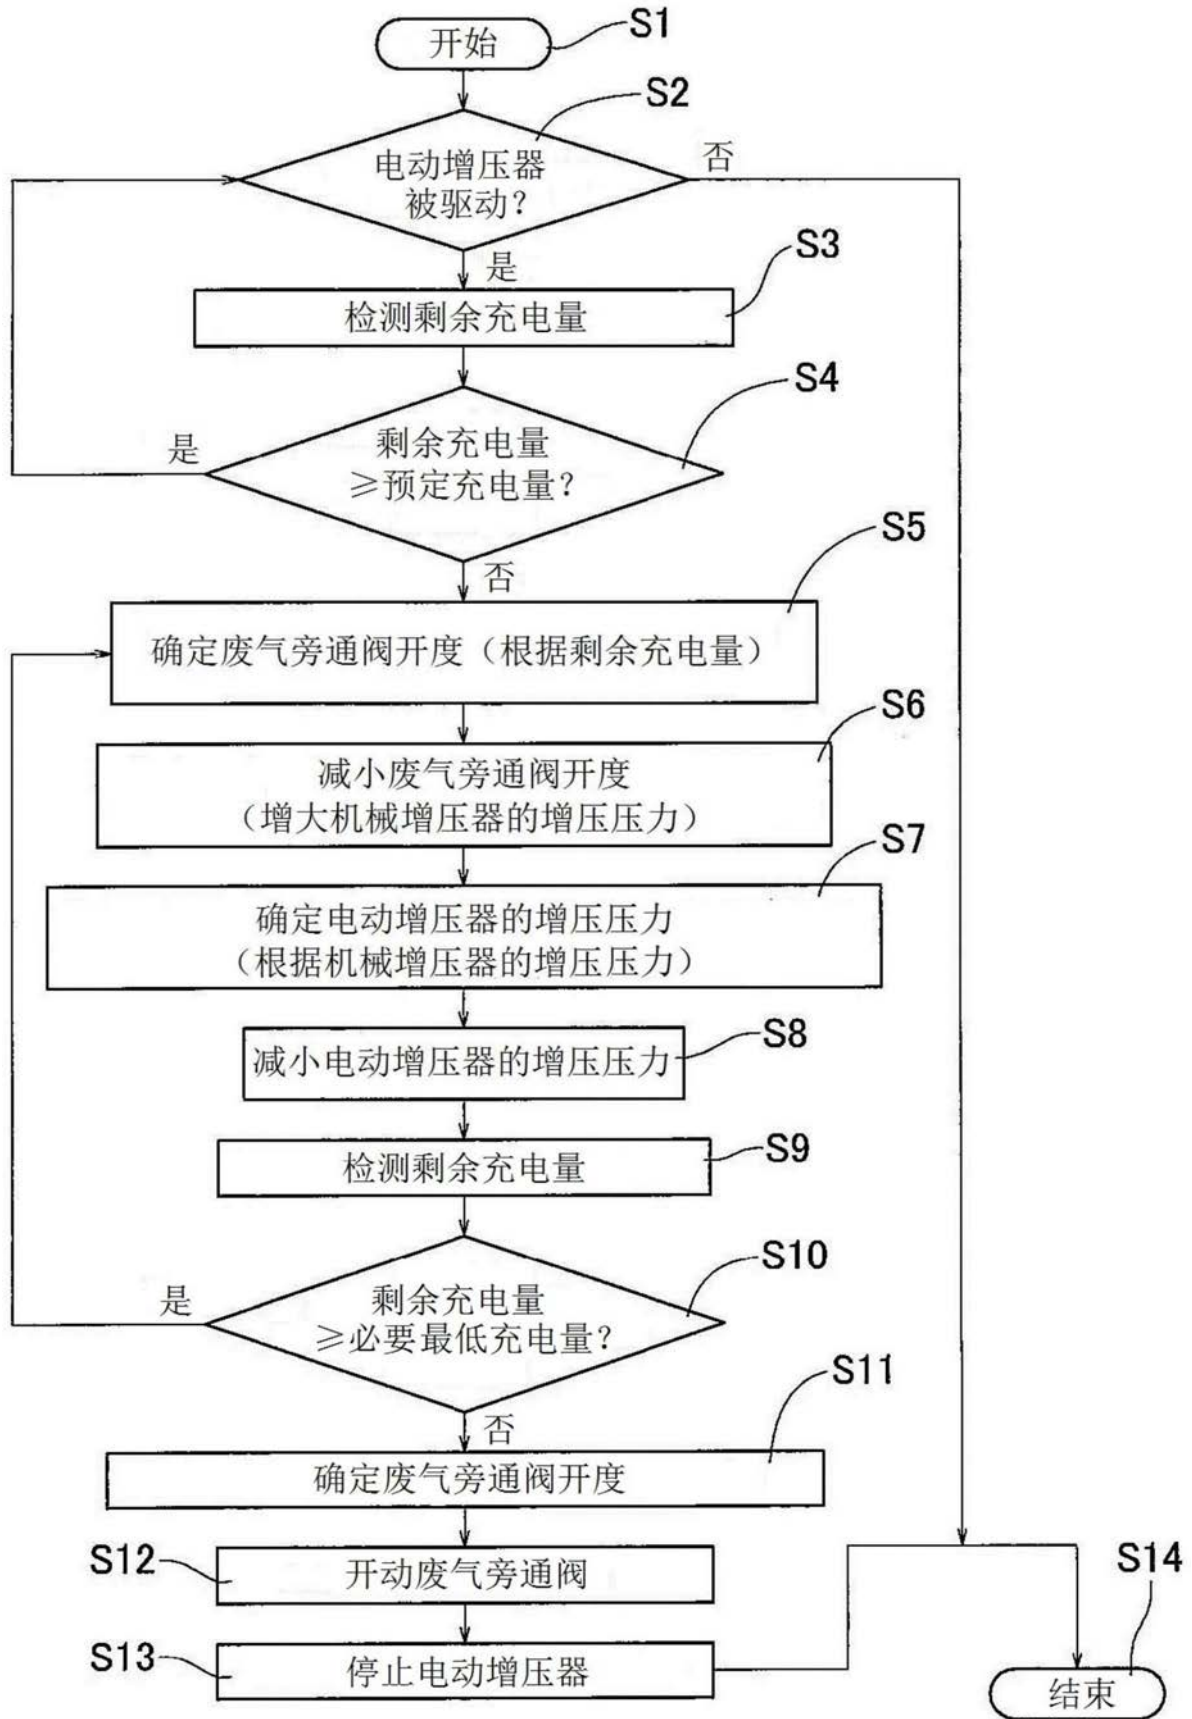 开始
S1
S2
电动增压器
被驱动？
否
是
S3
检测剩余充电量
S4
剩余充电量
≥预定充电量？
是
否
S5
确定废气旁通阀开度（根据剩余充电量）
S6
减小废气旁通阀开度
（增大机械增压器的增压压力）
S7
确定电动增压器的增压压力
（根据机械增压器的增压压力）
S8
减小电动增压器的增压压力
S9
检测剩余充电量
S10
剩余充电量
≥必要最低充电量？
是
否
S11
确定废气旁通阀开度
S12
开动废气旁通阀
S13
停止电动增压器
S14
结束